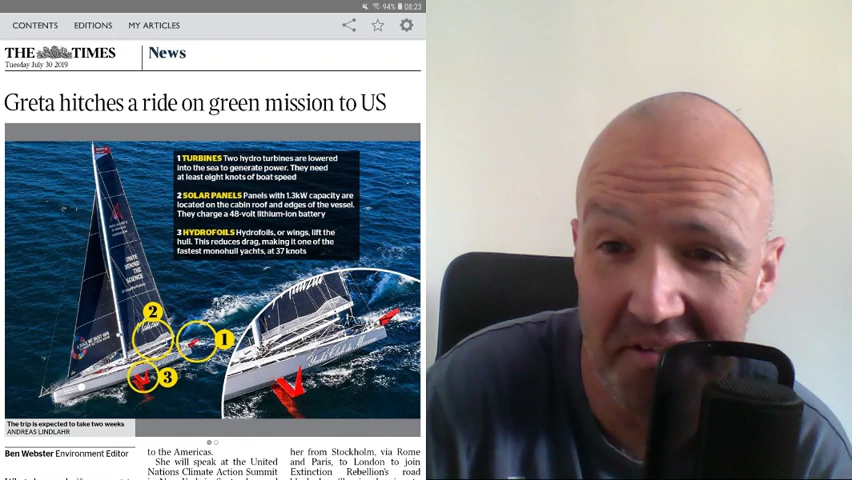 94% 08:23
CONTENTS EDITIONS MY ARTICLES
THE TIMES
Tuesday July 30 2019
News
Greta hitches a ride on green mission to US
1 TURBINES Two hydro turbines are lowered
into the sea to generate power. They need
at least eight knots of boat speed
2 SOLAR PANELS Panels with 1.3kW capacity are
located on the cabin roof and edges of the vessel.
They charge a 48-volt lithium-ion battery
3 HYDROFOILS Hydrofoils, or wings, lift the
hull. This reduces drag, making it one of the
fastest monohull yachts, at 37 knots
UNITE
BEHIND
THE
SCIENCE
2
1
3
The trip is expected to take two weeks
ANDREAS LINDLAHR
Ben Webster Environment Editor
to the Americas.
She will speak at the United
Nations Climate Action Summit
her from Stockholm, via Rome
and Paris, to London to join
Extinction Rebellion's road